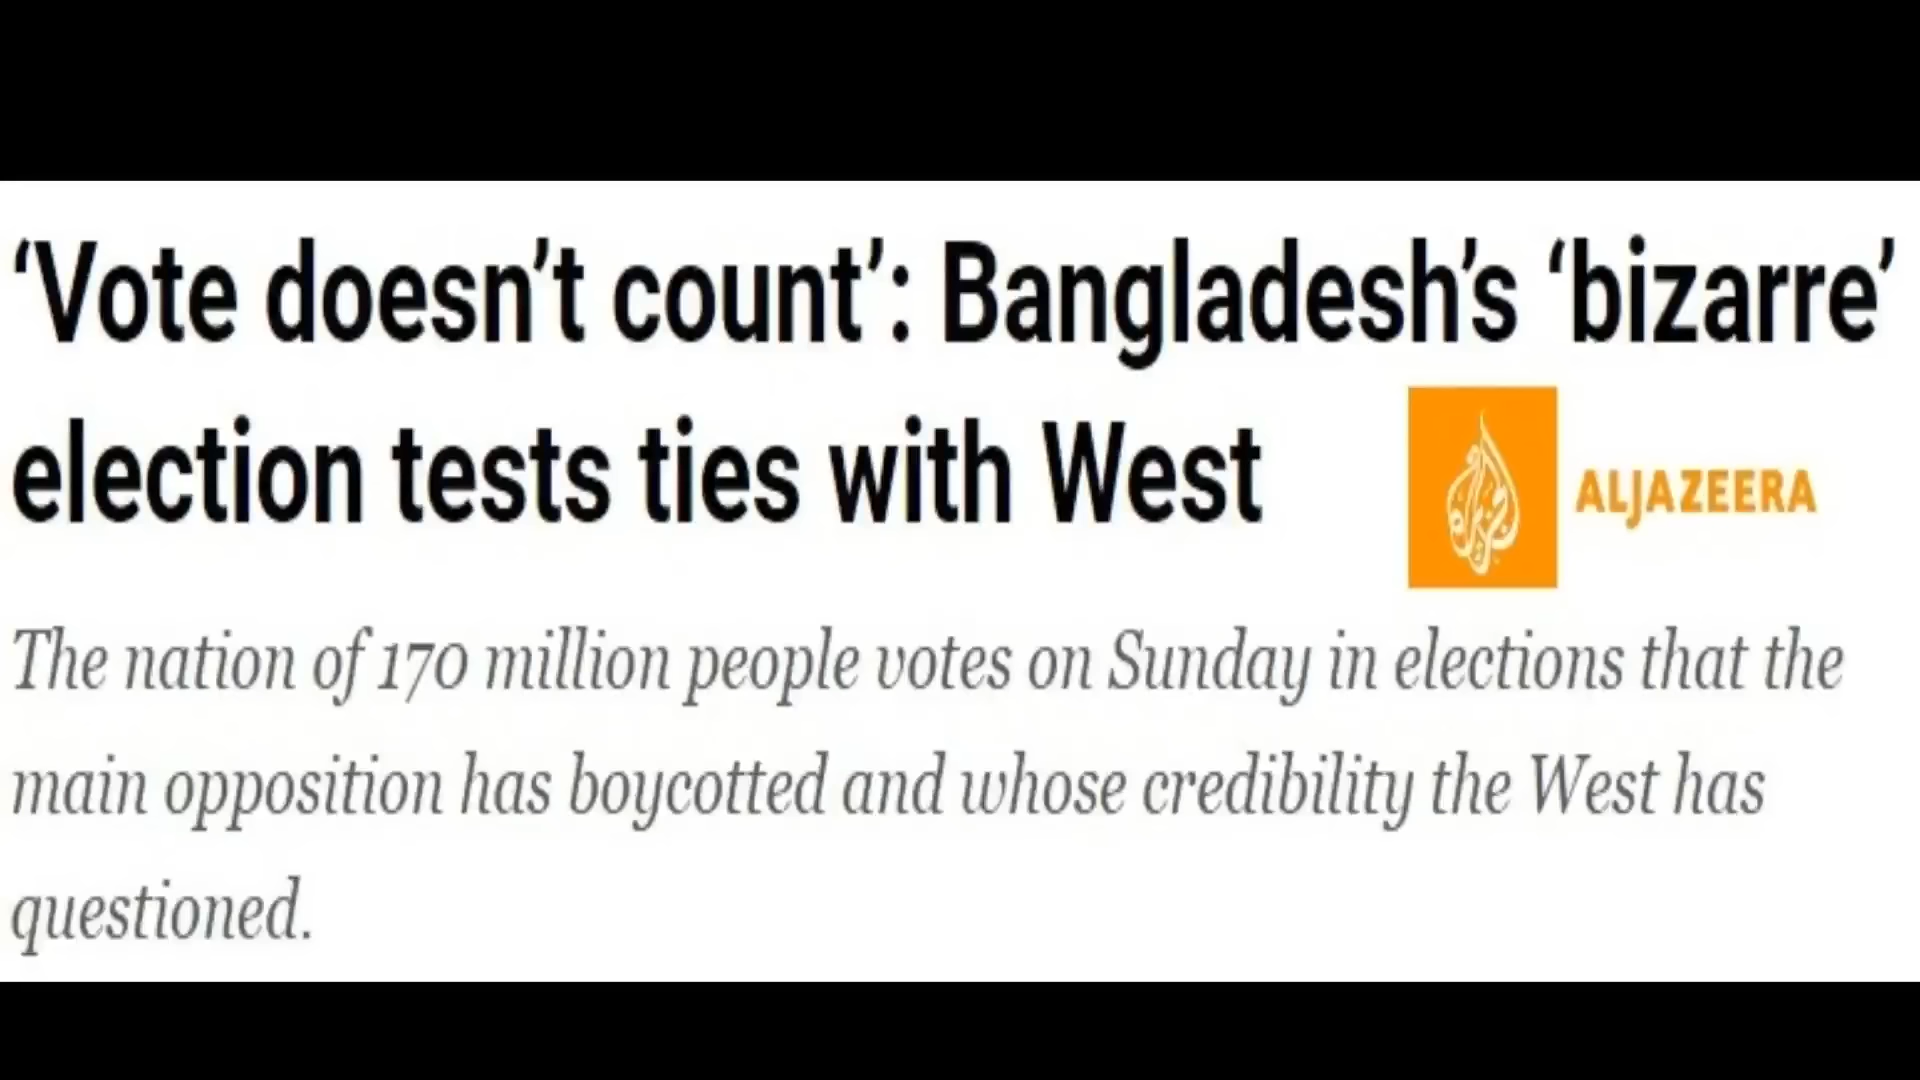 ‘Vote doesn’t count’: Bangladesh’s ‘bizarre’
election tests ties with West
ALJAZEERA
The nation of 170 million people votes on Sunday in elections that the
main opposition has boycotted and whose credibility the West has
questioned.